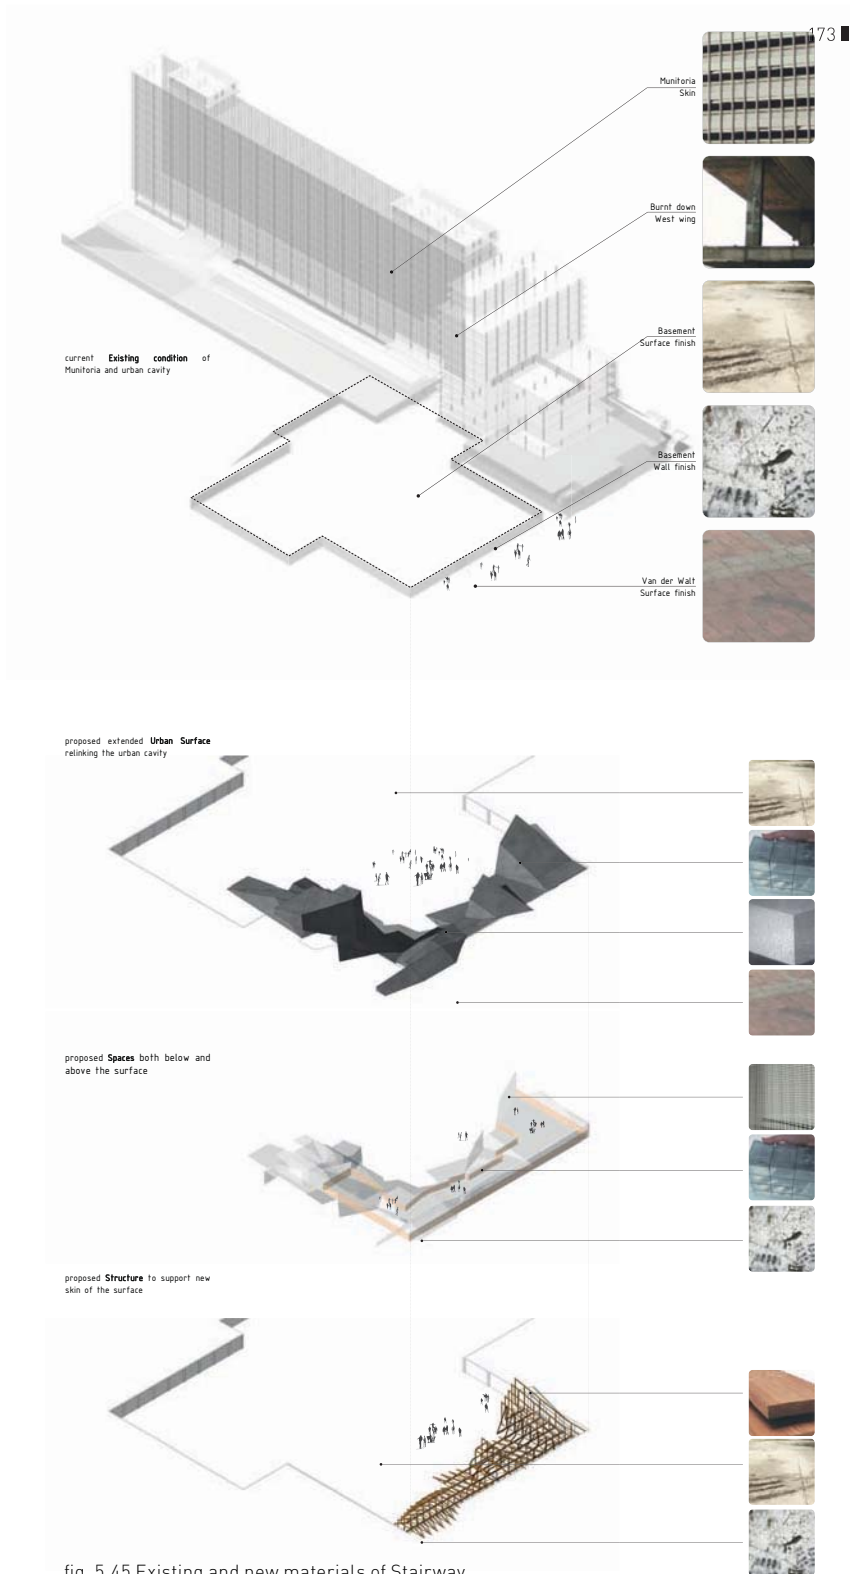 173
Munitoria
Skin
Burnt down
West wing
Basement
Surface finish
current Existing condition of
Munitoria and urban cavity
Basement
Wall finish
Van der Walt
Surface finish
proposed extended Urban Surface
relinking the urban cavity
proposed Spaces both below and
above the surface
proposed Structure to support new
skin of the surface
fig. 5.45 Existing and new materials of Stairway